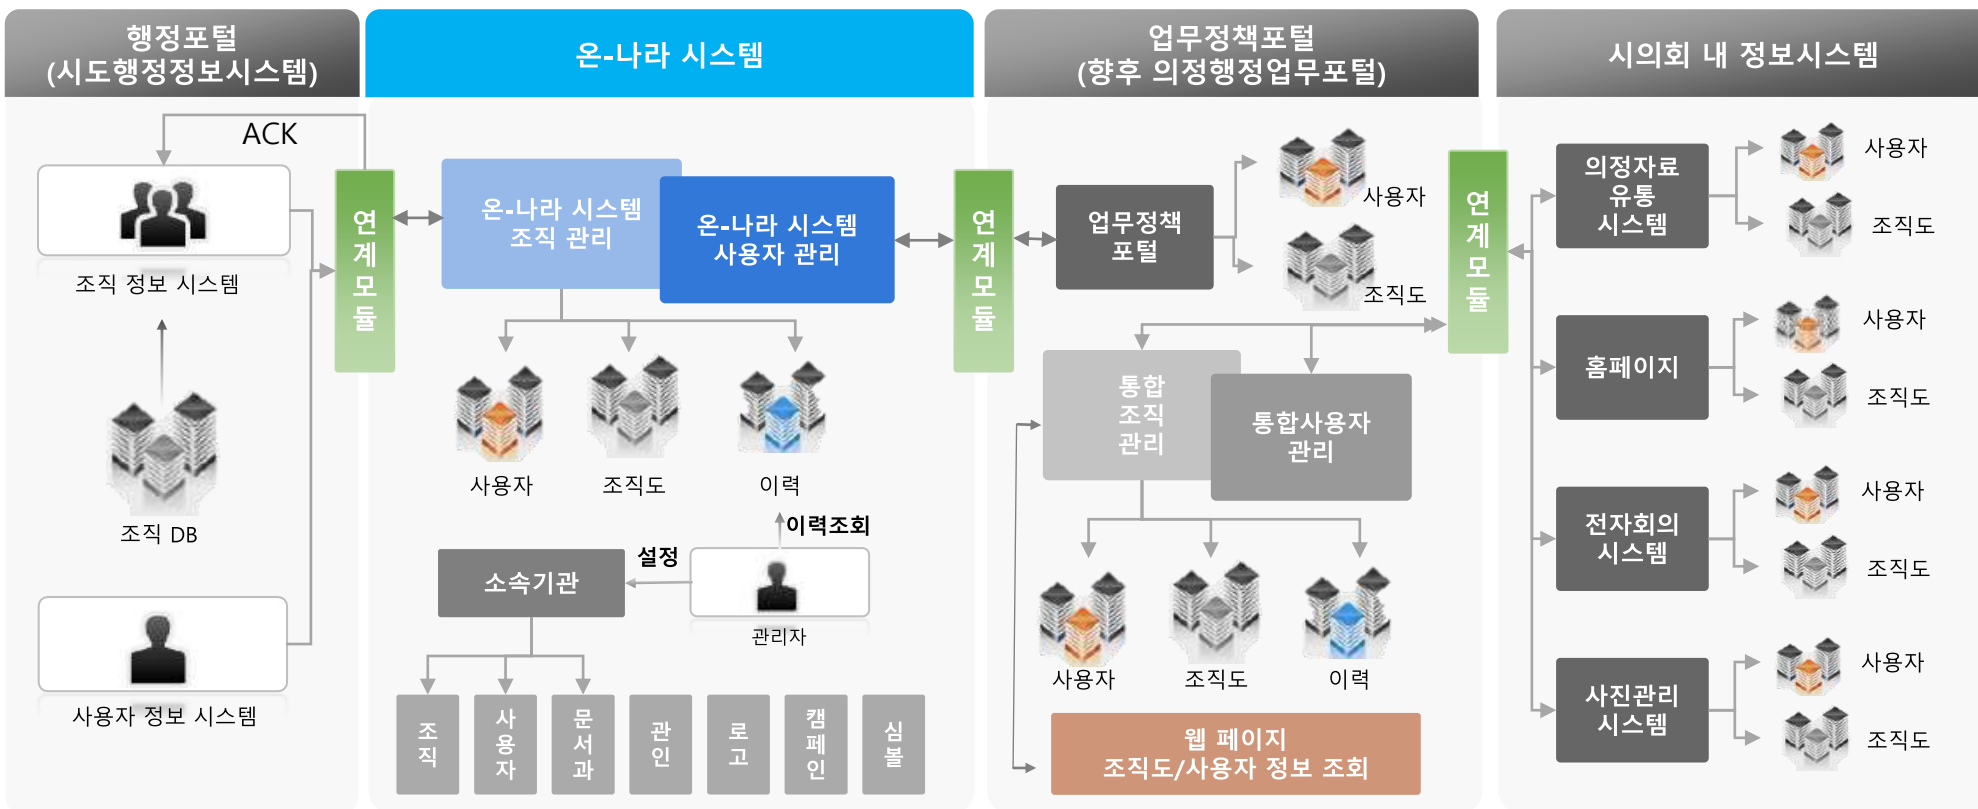 행정포털
(시도행정정보시스템)
온-나라 시스템
업무정책포털
(향후 의정행정업무포털)
시의회 내 정보시스템
ACK
조직 정보 시스템
조직 DB
사용자 정보 시스템
연계모듈
온-나라 시스템
조직 관리
온-나라 시스템
사용자 관리
사용자
조직도
이력
이력조회
설정
소속기관
관리자
조직
사용자
문서과
관인
로고
캠페인
심볼
연계모듈
업무정책
포털
사용자
조직도
통합
조직
관리
통합사용자
관리
사용자
조직도
이력
웹 페이지
조직도/사용자 정보 조회
연계모듈
의정자료
유통
시스템
사용자
조직도
홈페이지
사용자
조직도
전자회의
시스템
사용자
조직도
사진관리
시스템
사용자
조직도